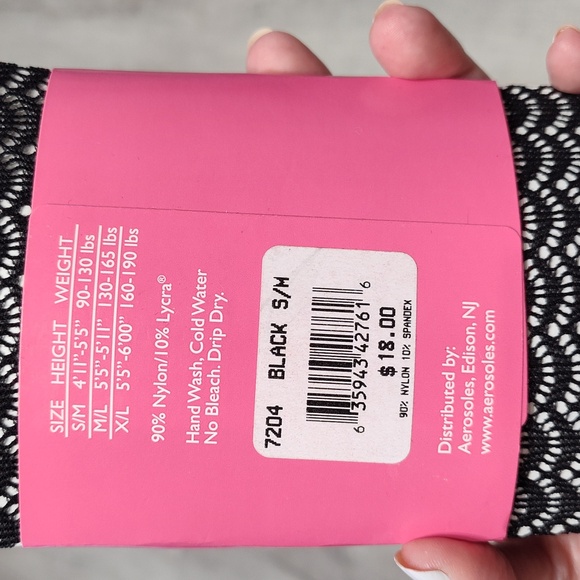 SIZE HEIGHT WEIGHT
S/M 4'11"-5'5" 90-130 lbs
M/L 5'5"-5'11" 130-165 lbs
X/L 5'5"-6'00" 160-190 lbs
90% Nylon/10% Lycra®
Hand Wash, Cold Water
No Bleach. Drip Dry.
7204 BLACK S/M
6 35943 42761 6
$18.00
90% NYLON 10% SPANDEX
Distributed by:
Aerosoles, Edison, NJ
www.aerosoles.com